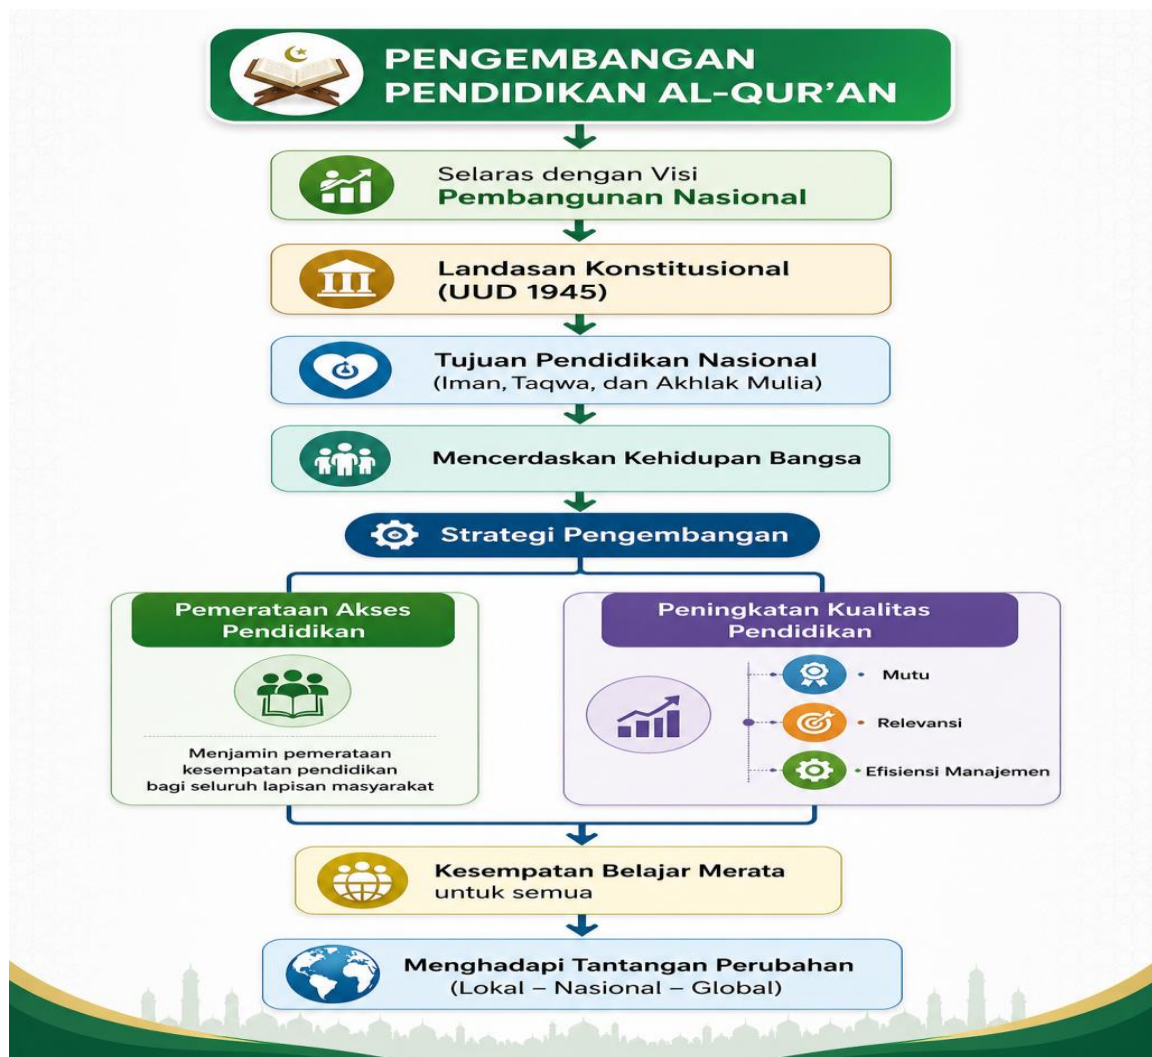 PENGEMBANGAN
PENDIDIKAN AL-QUR’AN
Selaras dengan Visi
Pembangunan Nasional
Landasan Konstitusional
(UUD 1945)
Tujuan Pendidikan Nasional
(Iman, Taqwa, dan Akhlak Mulia)
Mencerdaskan Kehidupan Bangsa
Strategi Pengembangan
Pemerataan Akses
Pendidikan
Menjamin pemerataan
kesempatan pendidikan
bagi seluruh lapisan masyarakat
Peningkatan Kualitas
Pendidikan
• Mutu
• Relevansi
• Efisiensi Manajemen
Kesempatan Belajar Merata
untuk semua
Menghadapi Tantangan Perubahan
(Lokal – Nasional – Global)